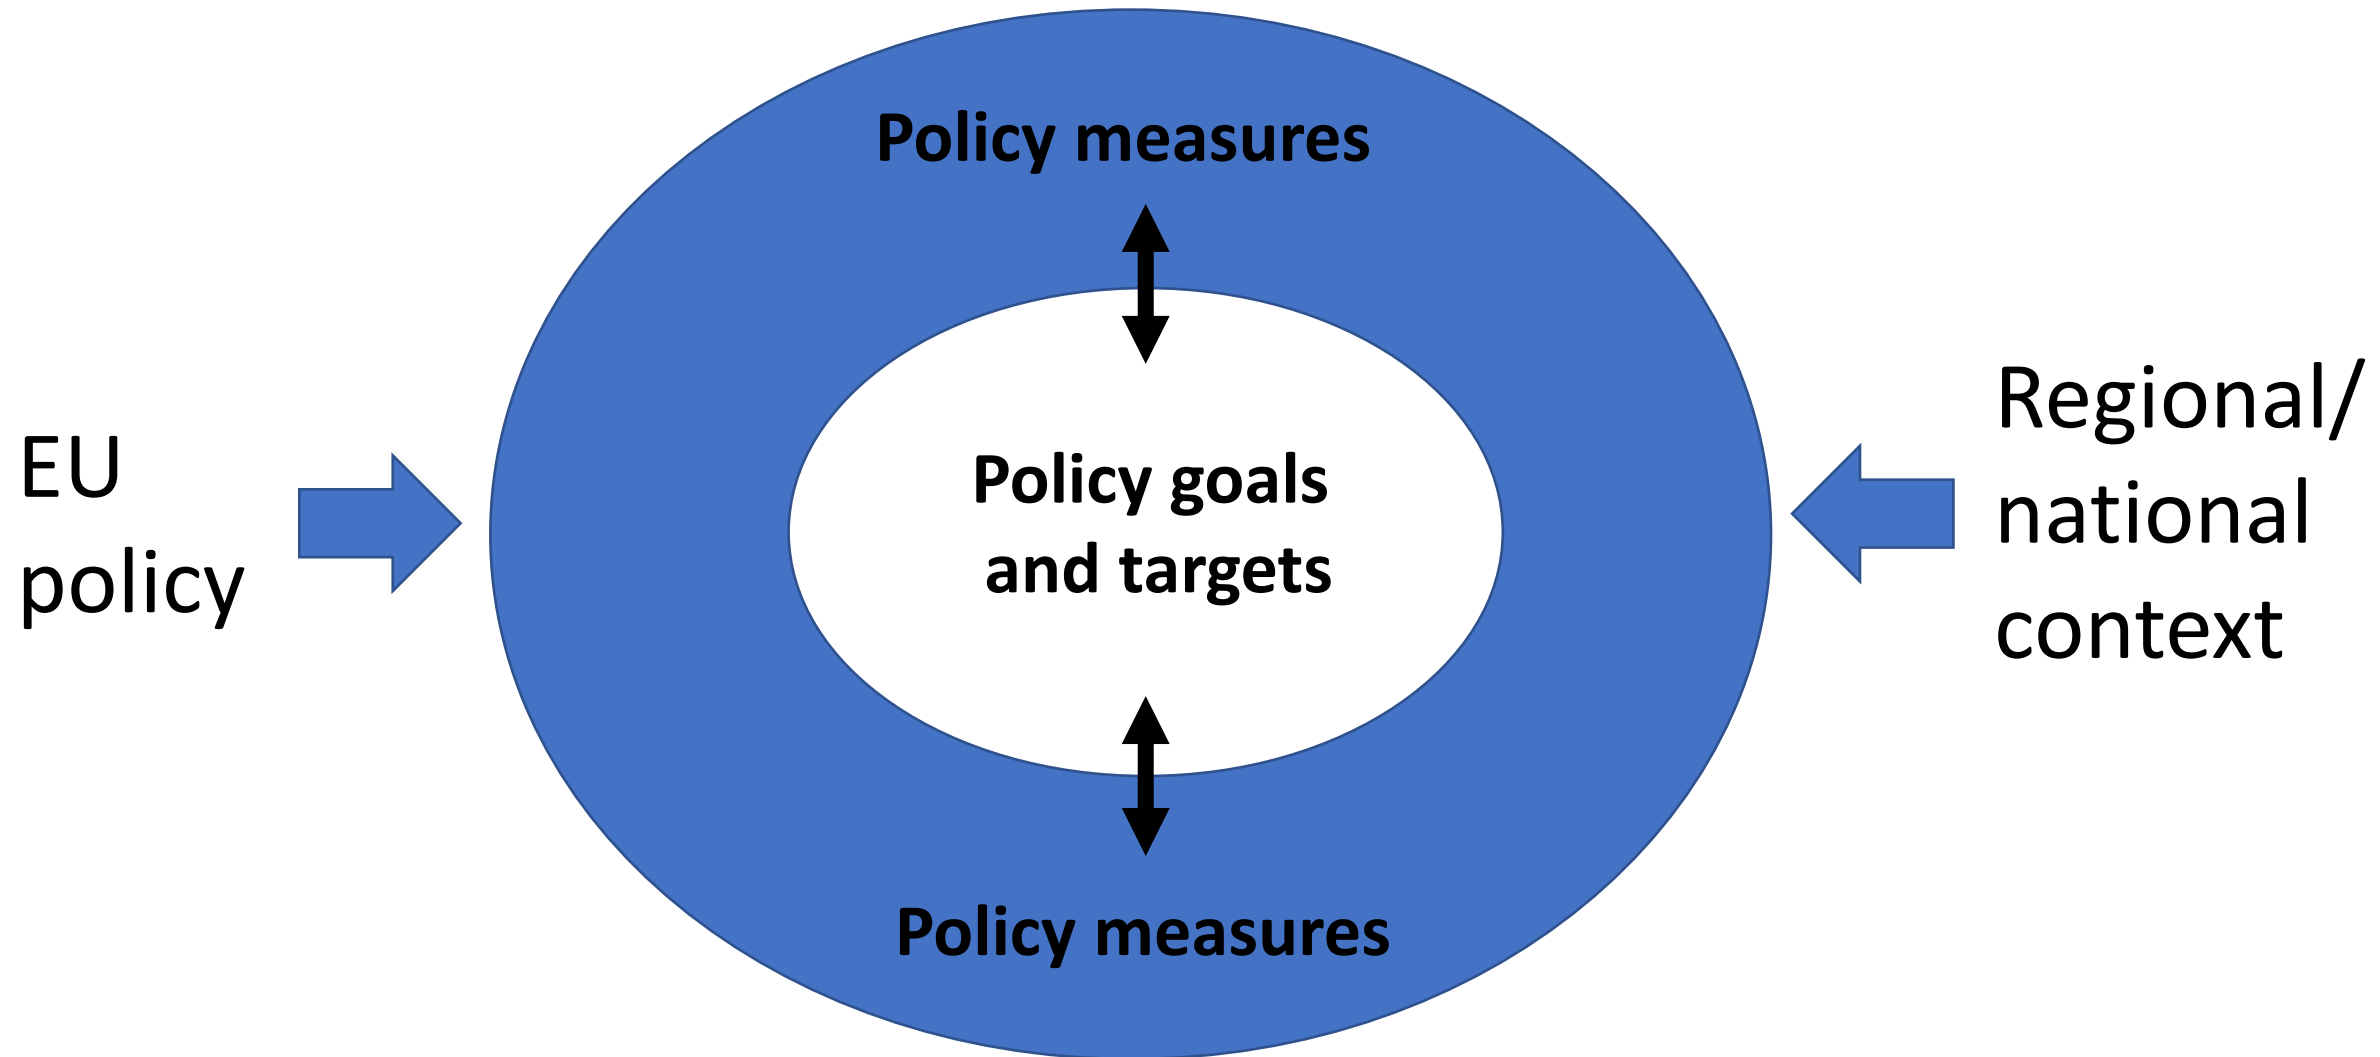 Policy measures
EU
policy
Policy goals
and targets
Regional/
national
context
Policy measures